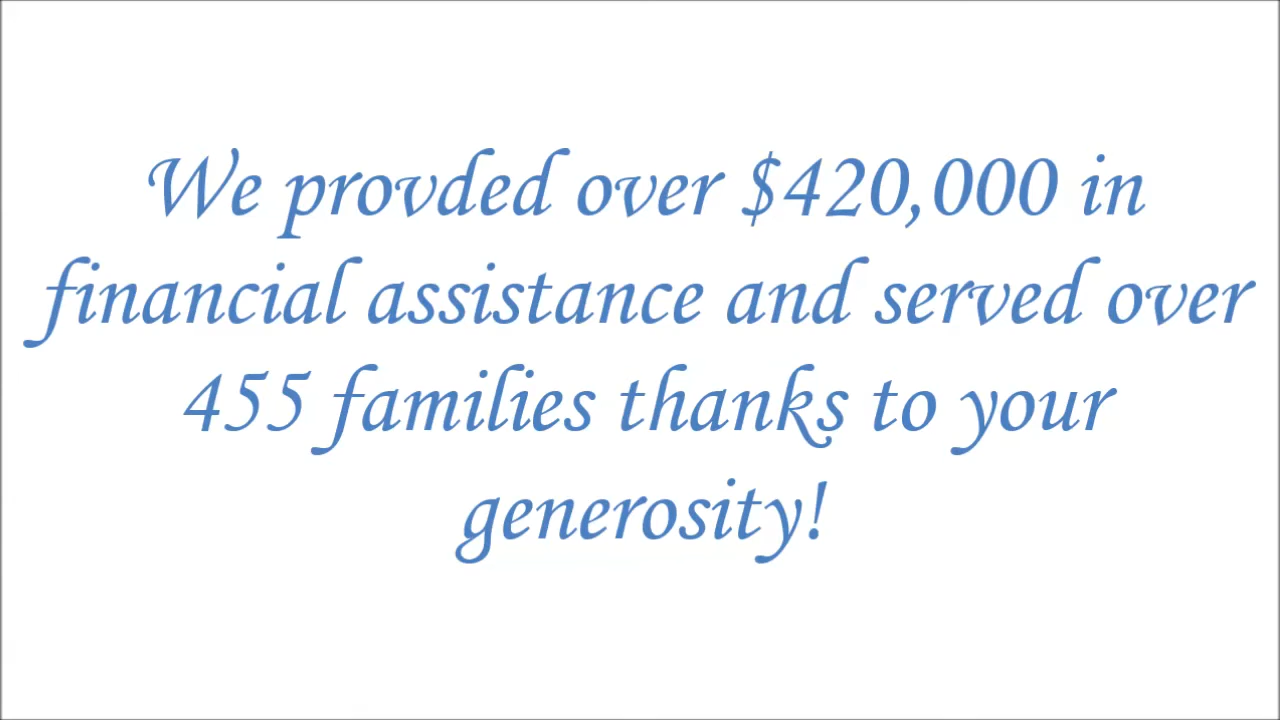 We provded over $420,000 in
financial assistance and served over
455 families thanks to your
generosity!